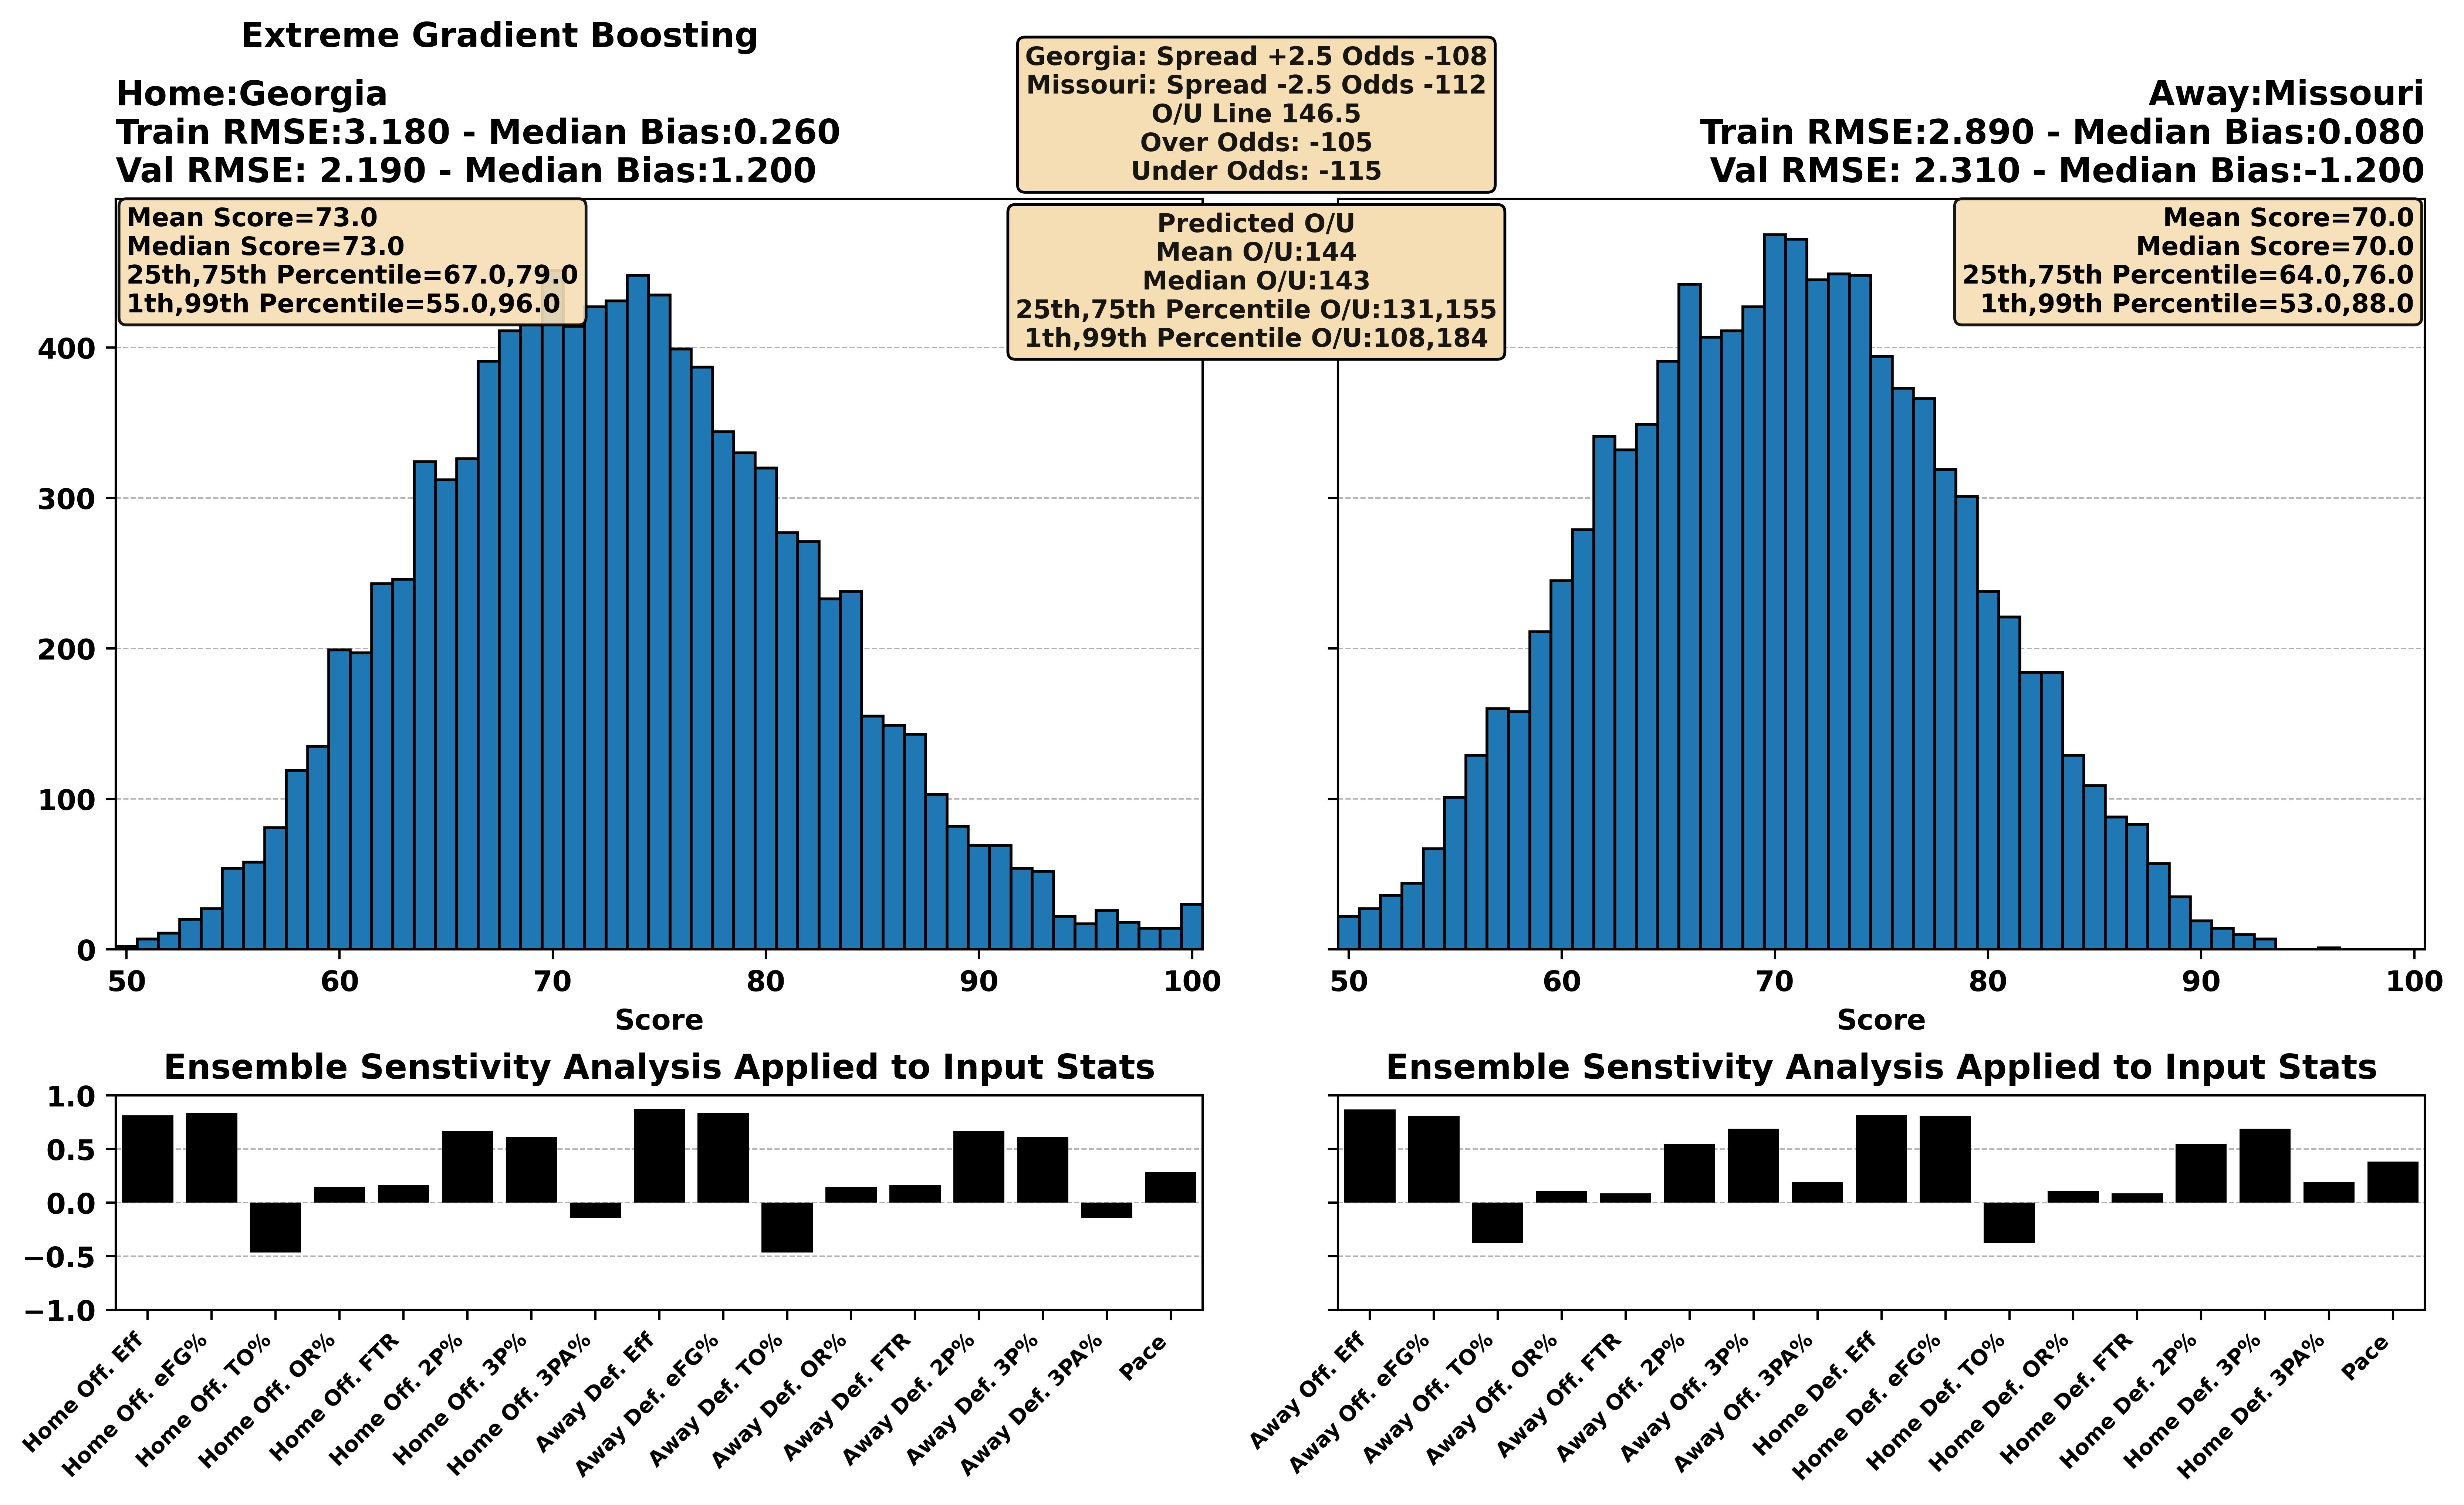 Extreme Gradient Boosting
Home:Georgia
Train RMSE:3.180 - Median Bias:0.260
Val RMSE: 2.190 - Median Bias:1.200
Georgia: Spread +2.5 Odds -108
Missouri: Spread -2.5 Odds -112
O/U Line 146.5
Over Odds: -105
Under Odds: -115
Away:Missouri
Train RMSE:2.890 - Median Bias:0.080
Val RMSE: 2.310 - Median Bias:-1.200
Mean Score=73.0
Median Score=73.0
25th,75th Percentile=67.0,79.0
1th,99th Percentile=55.0,96.0
Predicted O/U
Mean O/U:144
Median O/U:143
25th,75th Percentile O/U:131,155
1th,99th Percentile O/U:108,184
Mean Score=70.0
Median Score=70.0
25th,75th Percentile=64.0,76.0
1th,99th Percentile=53.0,88.0
400
300
200
100
0
50 60 70 80 90 100
Score
50 60 70 80 90 100
Score
Ensemble Senstivity Analysis Applied to Input Stats
1.0
0.5
0.0
−0.5
−1.0
Home Off. Eff
Home Off. eFG%
Home Off. TO%
Home Off. OR%
Home Off. FTR
Home Off. 2P%
Home Off. 3P%
Home Off. 3PA%
Away Def. Eff
Away Def. eFG%
Away Def. TO%
Away Def. OR%
Away Def. FTR
Away Def. 2P%
Away Def. 3P%
Away Def. 3PA%
Pace
Ensemble Senstivity Analysis Applied to Input Stats
Away Off. Eff
Away Off. eFG%
Away Off. TO%
Away Off. OR%
Away Off. FTR
Away Off. 2P%
Away Off. 3P%
Away Off. 3PA%
Home Def. Eff
Home Def. eFG%
Home Def. TO%
Home Def. OR%
Home Def. FTR
Home Def. 2P%
Home Def. 3P%
Home Def. 3PA%
Pace